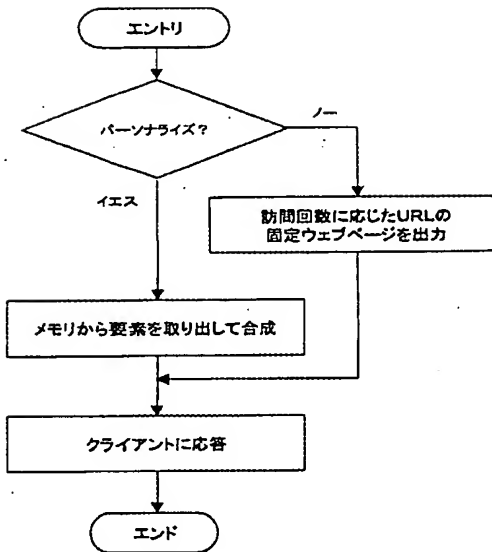 エントリ
パーソナライズ?
ノー
イエス
訪問回数に応じたURLの
固定ウェブページを出力
メモリから要素を取り出して合成
クライアントに応答
エンド